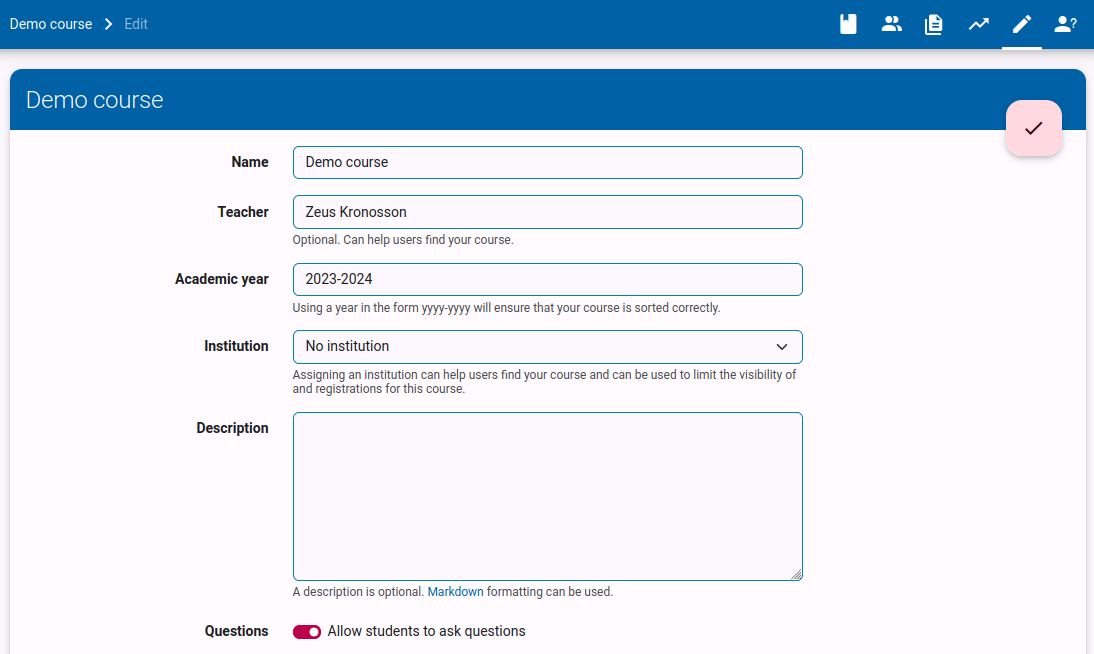 Demo course > Edit
Demo course
Name
Demo course
Teacher
Zeus Kronosson
Optional. Can help users find your course.
Academic year
2023-2024
Using a year in the form yyyy-yyyy will ensure that your course is sorted correctly.
Institution
No institution
Assigning an institution can help users find your course and can be used to limit the visibility of
and registrations for this course.
Description
A description is optional. Markdown formatting can be used.
Questions
Allow students to ask questions